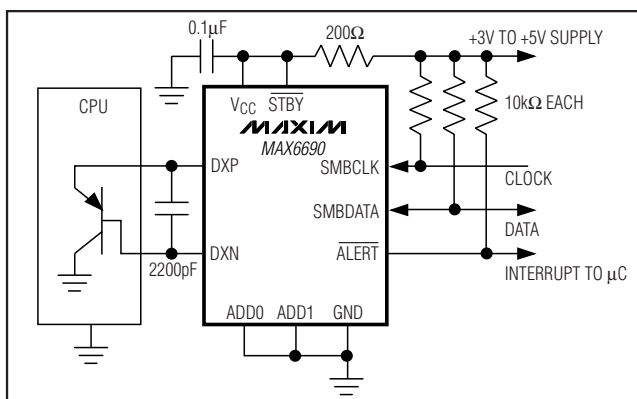 0.1µF
200Ω
+3V TO +5V SUPPLY
CPU
VCC
STBY
10kΩ EACH
MAXIM
MAX6690
DXP
SMBCLK
CLOCK
SMBDATA
DATA
DXN
2200pF
ALERT
INTERRUPT TO µC
ADD0 ADD1 GND